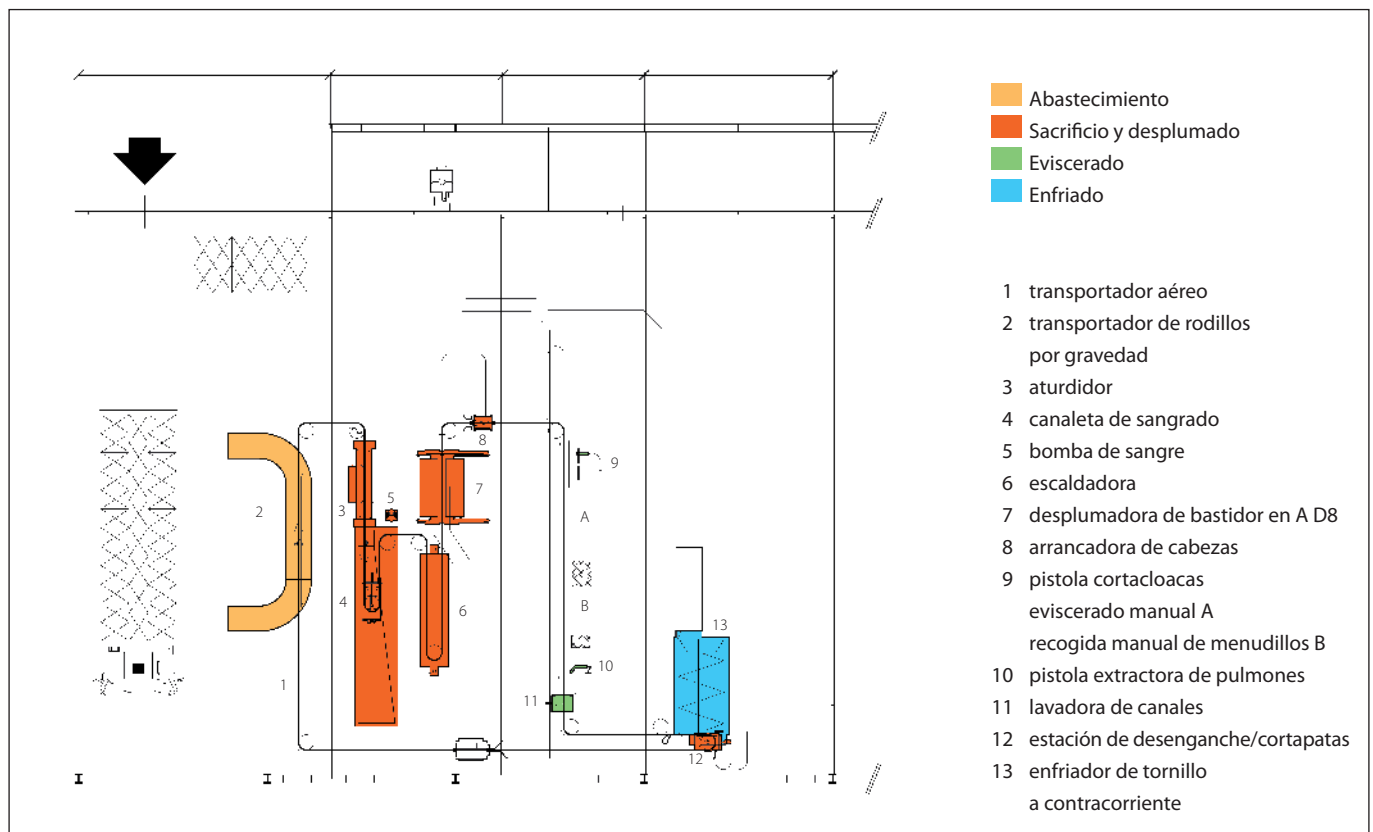 Abastecimiento
Sacrificio y desplumado
Eviscerado
Enfriado
1 transportador aéreo
2 transportador de rodillos
por gravedad
3 aturdidor
4 canaleta de sangrado
5 bomba de sangre
6 escaldadora
7 desplumadora de bastidor en A D8
8 arrancadora de cabezas
9 pistola cortacloacas
eviscerado manual A
recogida manual de menudillos B
10 pistola extractora de pulmones
11 lavadora de canales
12 estación de desenganche/cortapatas
13 enfriador de tornillo
a contracorriente
8
9
2
3
5
7
A
4
B
6
13
10
1
11
12